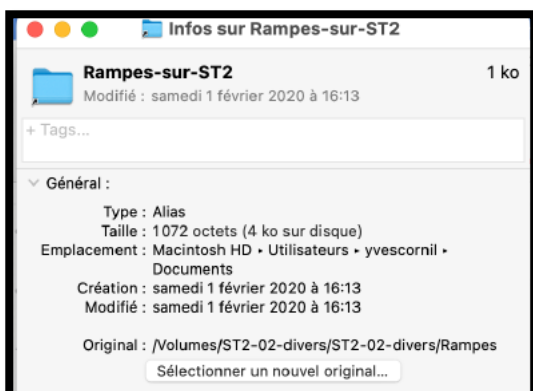 Infos sur Rampes-sur-ST2
Rampes-sur-ST2 1 ko
Modifié : samedi 1 février 2020 à 16:13
+ Tags...
Général :
Type : Alias
Taille : 1 072 octets (4 ko sur disque)
Emplacement : Macintosh HD ▸ Utilisateurs ▸ yvescornil ▸
Documents
Création : samedi 1 février 2020 à 16:13
Modifié : samedi 1 février 2020 à 16:13
Original : /Volumes/ST2-02-divers/ST2-02-divers/Rampes
Sélectionner un nouvel original...